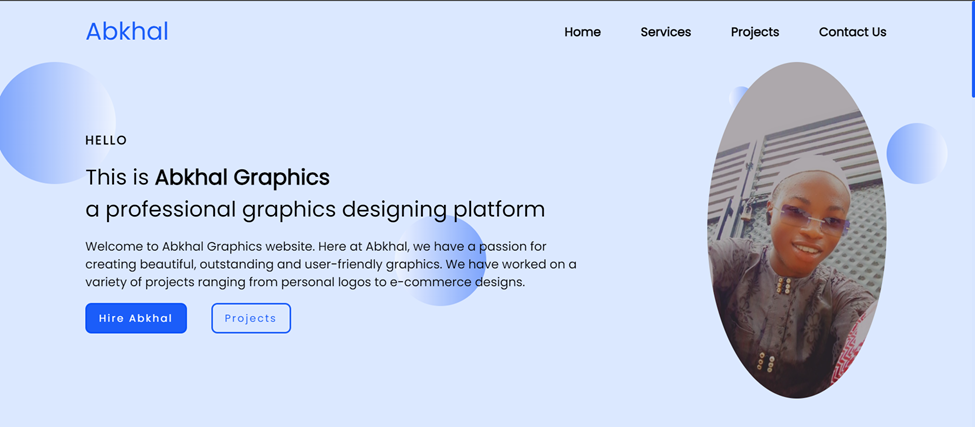 Abkhal
Home Services Projects Contact Us
HELLO
This is Abkhal Graphics
a professional graphics designing platform
Welcome to Abkhal Graphics website. Here at Abkhal, we have a passion for
creating beautiful, outstanding and user-friendly graphics. We have worked on a
variety of projects ranging from personal logos to e-commerce designs.
Hire Abkhal Projects